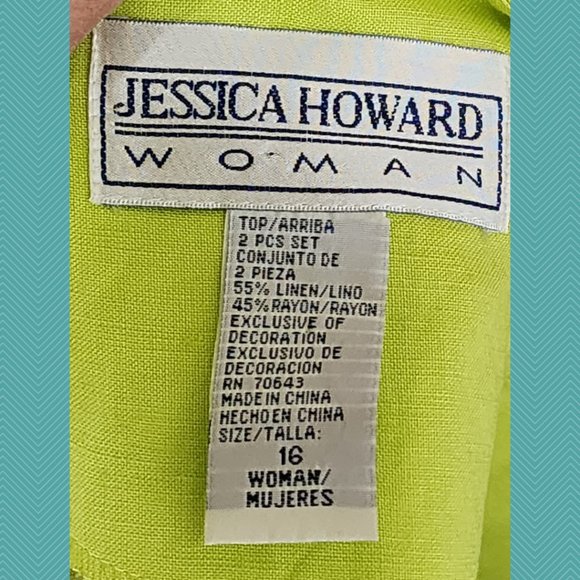 JESSICA HOWARD
WOMAN
TOP/ARRIBA
2 PCS SET
CONJUNTO DE
2 PIEZA
55% LINEN/LINO
45% RAYON/RAYON
EXCLUSIVE OF
DECORATION
EXCLUSIVO DE
DECORACION
RN 70643
MADE IN CHINA
HECHO EN CHINA
SIZE/TALLA:
16
WOMAN/
MUJERES